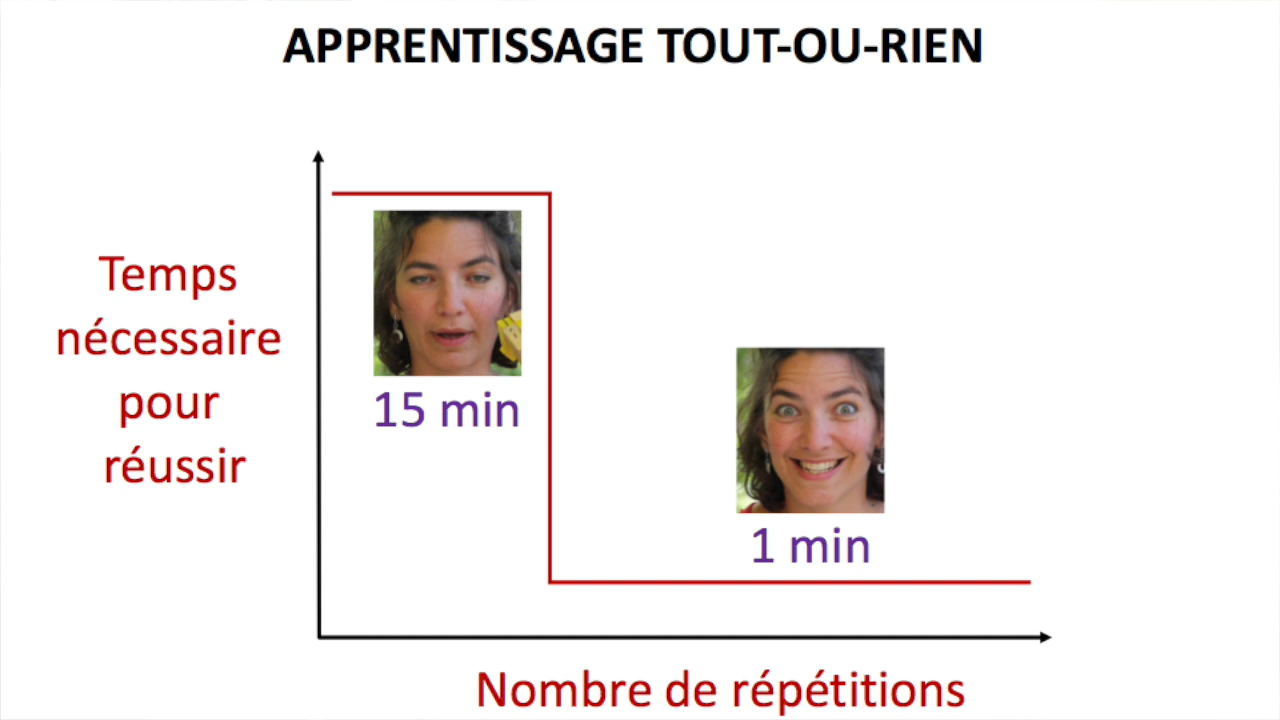 APPRENTISSAGE TOUT-OU-RIEN
Temps
nécessaire
pour
réussir
15 min
1 min
Nombre de répétitions